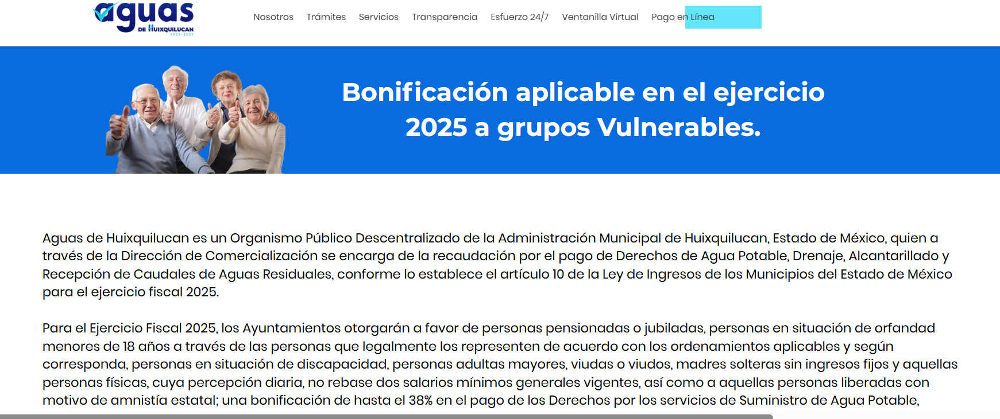 aguas
DE HUIXQUILUCAN
2025-2027
Nosotros Trámites Servicios Transparencia Esfuerzo 24/7 Ventanilla Virtual Pago en Línea
Bonificación aplicable en el ejercicio
2025 a grupos Vulnerables.
Aguas de Huixquilucan es un Organismo Público Descentralizado de la Administración Municipal de Huixquilucan, Estado de México, quien a
través de la Dirección de Comercialización se encarga de la recaudación por el pago de Derechos de Agua Potable, Drenaje, Alcantarillado y
Recepción de Caudales de Aguas Residuales, conforme lo establece el artículo 10 de la Ley de Ingresos de los Municipios del Estado de México
para el ejercicio fiscal 2025.
Para el Ejercicio Fiscal 2025, los Ayuntamientos otorgarán a favor de personas pensionadas o jubiladas, personas en situación de orfandad
menores de 18 años a través de las personas que legalmente los representen de acuerdo con los ordenamientos aplicables y según
corresponda, personas en situación de discapacidad, personas adultas mayores, viudas o viudos, madres solteras sin ingresos fijos y aquellas
personas físicas, cuya percepción diaria, no rebase dos salarios mínimos generales vigentes, así como a aquellas personas liberadas con
motivo de amnistía estatal; una bonificación de hasta el 38% en el pago de los Derechos por los servicios de Suministro de Agua Potable,